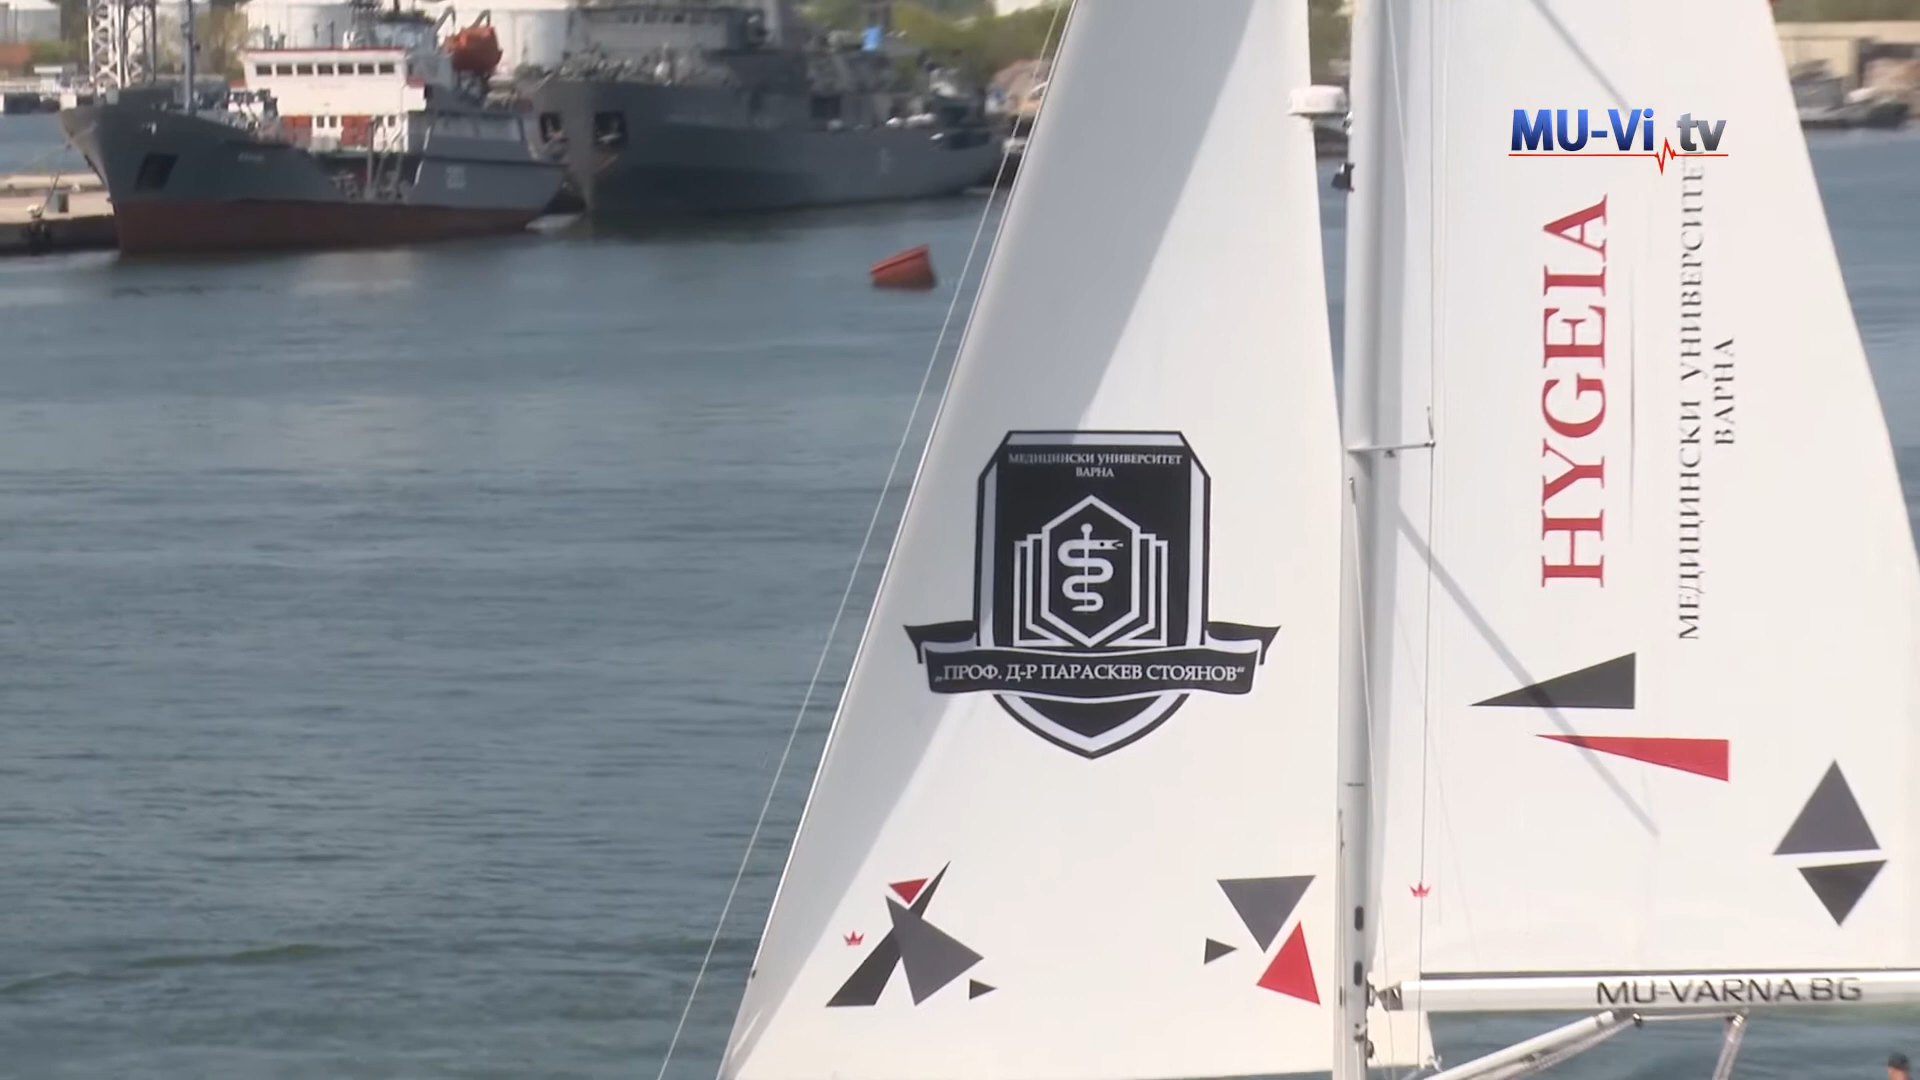 MU-Vi.tv
МЕДИЦИНСКИ УНИВЕРСИТЕТ
ВАРНА
„ПРОФ. Д-Р ПАРАСКЕВ СТОЯНОВ“
HYGEIA
МЕДИЦИНСКИ УНИВЕРСИТЕТ
ВАРНА
MU-VARNA.BG